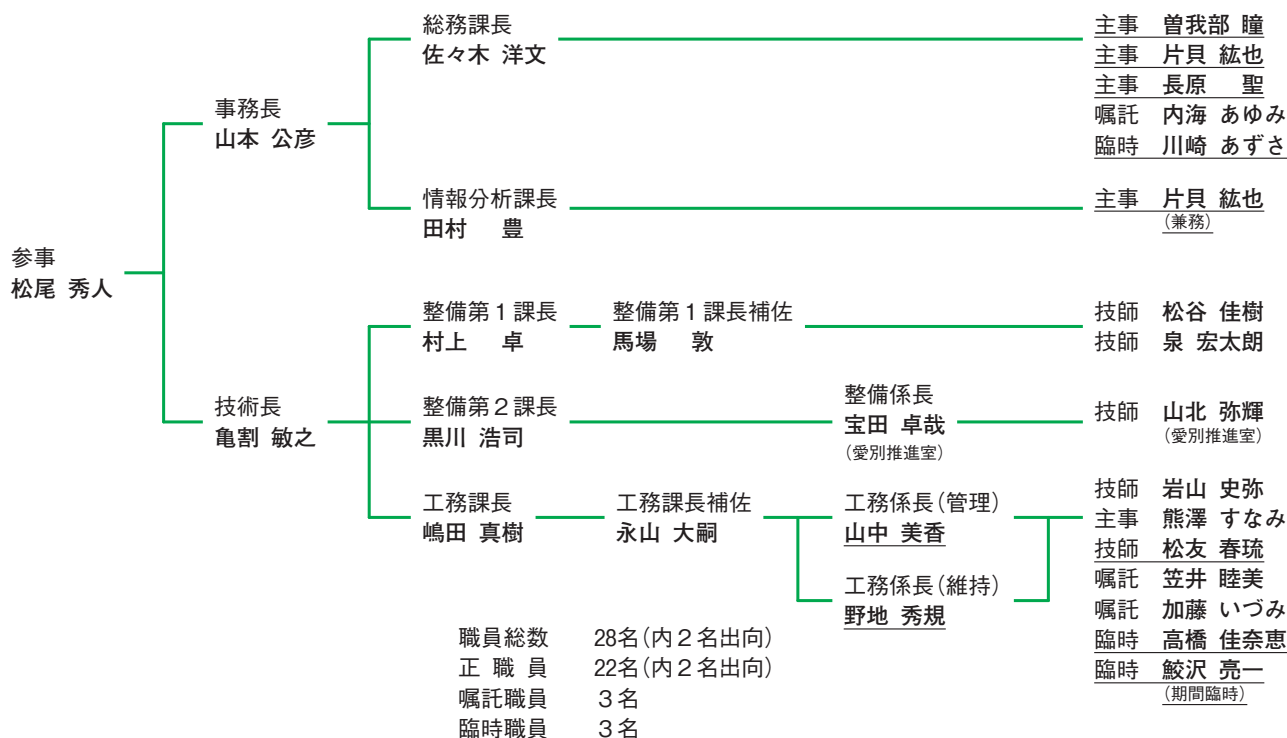 参事
松尾 秀人
事務長
山本 公彦
総務課長
佐々木 洋文
主事 曽我部 瞳
主事 片貝 紘也
主事 長原 聖
嘱託 内海 あゆみ
臨時 川崎 あずさ
情報分析課長
田村 豊
主事 片貝 紘也
(兼務)
技術長
亀割 敏之
整備第1課長
村上 卓
整備第1課長補佐
馬場 敦
技師 松谷 佳樹
技師 泉 宏太朗
整備第2課長
黒川 浩司
整備係長
宝田 卓哉
(愛別推進室)
技師 山北 弥輝
(愛別推進室)
工務課長
嶋田 真樹
工務課長補佐
永山 大嗣
工務係長(管理)
山中 美香
工務係長(維持)
野地 秀規
技師 岩山 史弥
主事 熊澤 すなみ
技師 松友 春琉
嘱託 笠井 睦美
嘱託 加藤 いづみ
臨時 高橋 佳奈恵
臨時 鮫沢 亮一
(期間臨時)
職員総数 28名(内2名出向)
正職員 22名(内2名出向)
嘱託職員 3名
臨時職員 3名